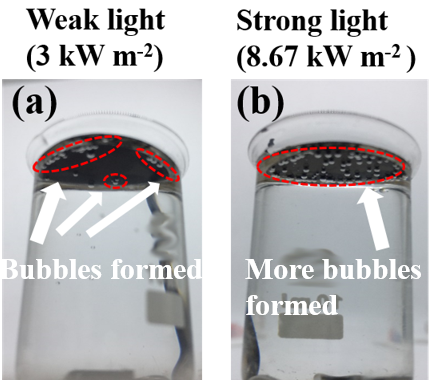 Weak light
(3 kW m-2)
Strong light
(8.67 kW m-2 )
(a)
(b)
Bubbles formed
More bubbles
formed